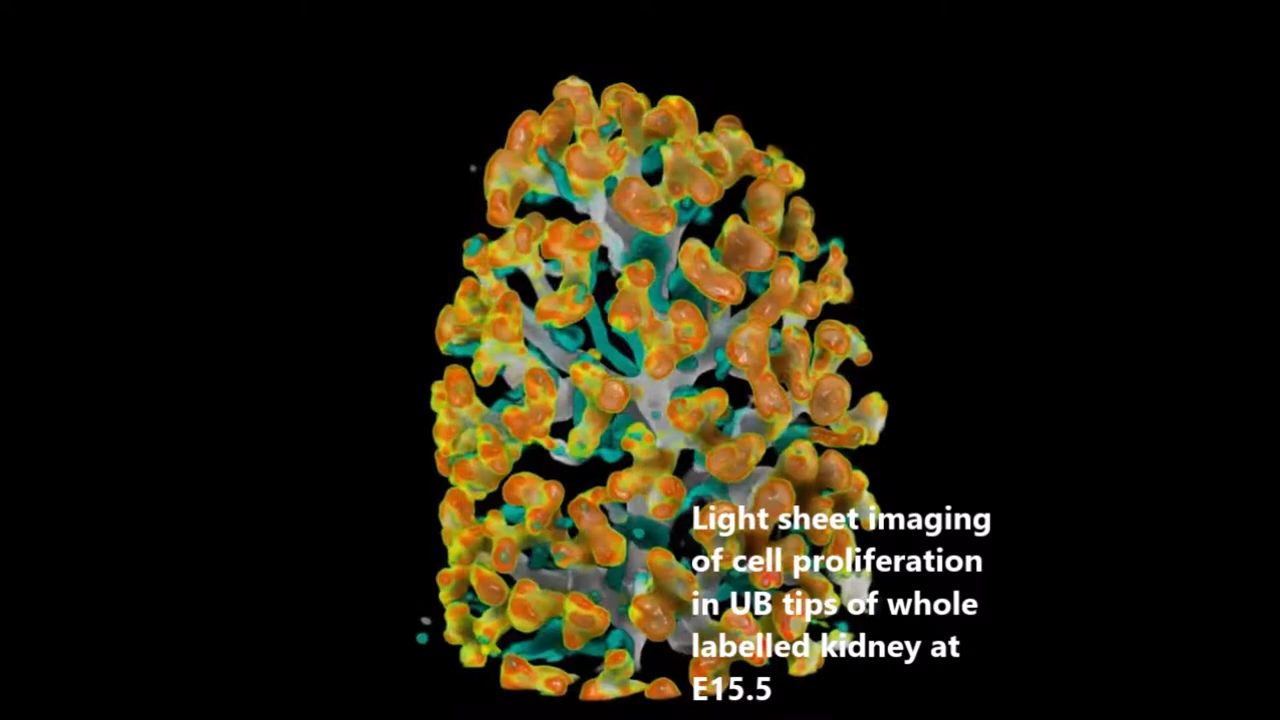 Light sheet imaging
of cell proliferation
in UB tips of whole
labelled kidney at
E15.5